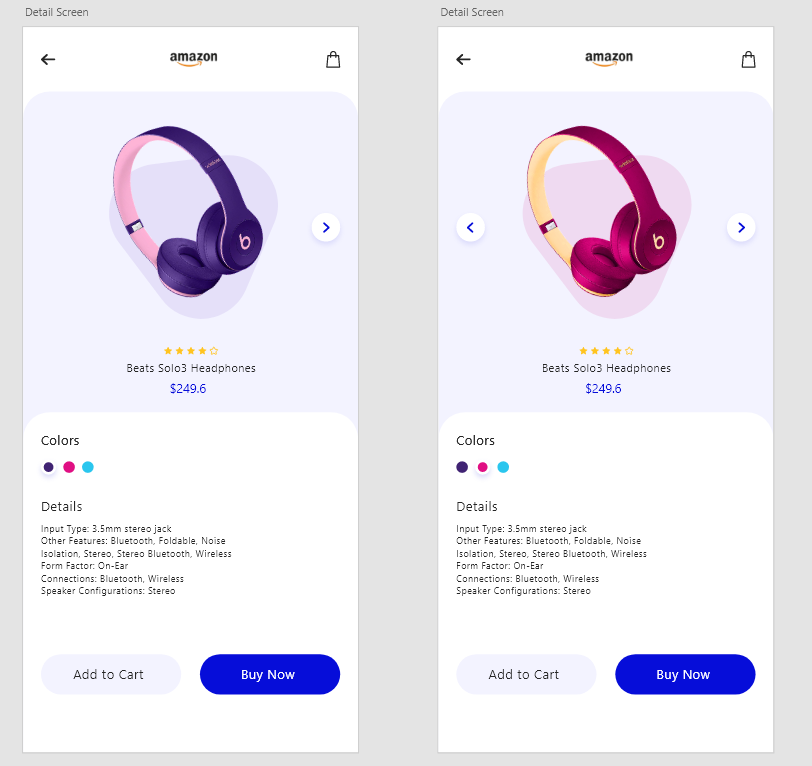 Detail Screen
amazon
Beats Solo3 Headphones
$249.6
Colors
Details
Input Type: 3.5mm stereo jack
Other Features: Bluetooth, Foldable, Noise
Isolation, Stereo, Stereo Bluetooth, Wireless
Form Factor: On-Ear
Connections: Bluetooth, Wireless
Speaker Configurations: Stereo
Add to Cart
Buy Now
Detail Screen
amazon
Beats Solo3 Headphones
$249.6
Colors
Details
Input Type: 3.5mm stereo jack
Other Features: Bluetooth, Foldable, Noise
Isolation, Stereo, Stereo Bluetooth, Wireless
Form Factor: On-Ear
Connections: Bluetooth, Wireless
Speaker Configurations: Stereo
Add to Cart
Buy Now